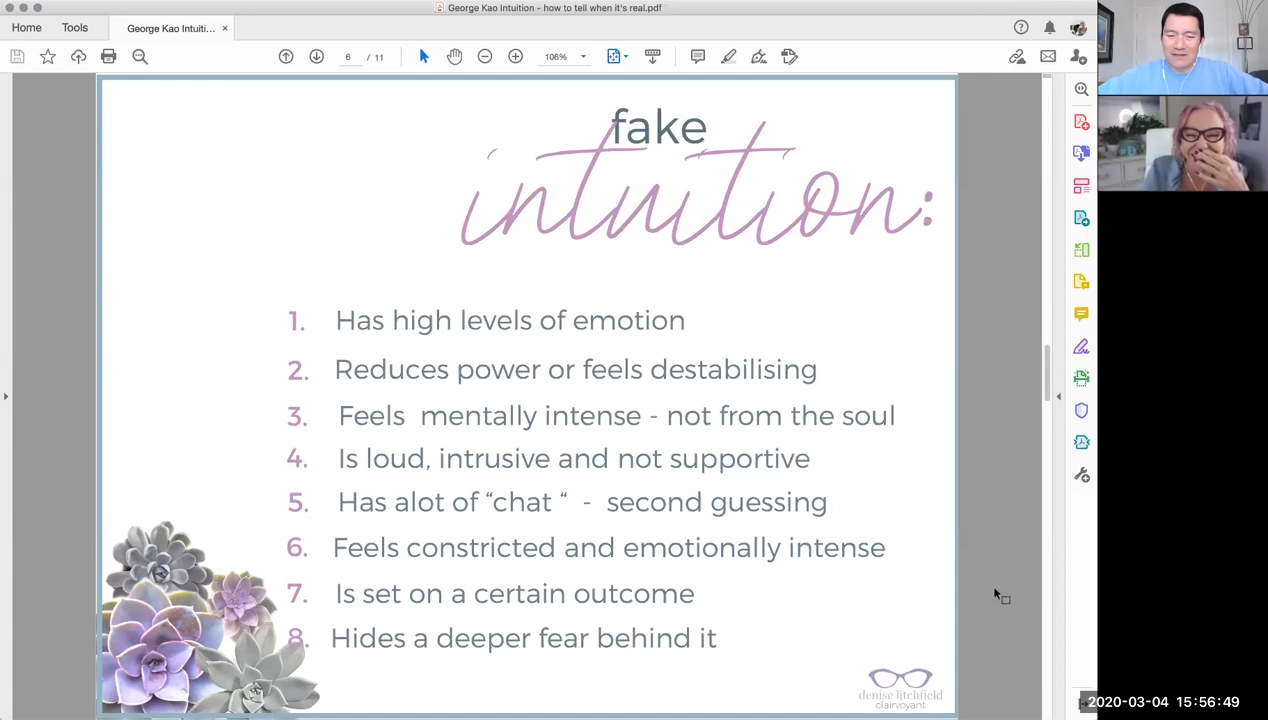 George Kao Intuition - how to tell when it's real.pdf
Home
Tools
George Kao Intuiti...
×
6 / 11
106%
fake
intuition:
1. Has high levels of emotion
2. Reduces power or feels destabilising
3. Feels mentally intense - not from the soul
4. Is loud, intrusive and not supportive
5. Has alot of “chat “ - second guessing
6. Feels constricted and emotionally intense
7. Is set on a certain outcome
8. Hides a deeper fear behind it
denise litchfield
clairvoyant
2020-03-04 15:56:49